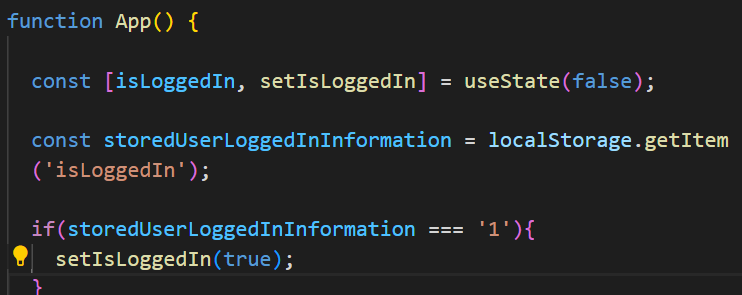 function App() {
const [isLoggedIn, setIsLoggedIn] = useState(false);
const storedUserLoggedInInformation = localStorage.getItem
('isLoggedIn');
if(storedUserLoggedInInformation === '1'){
setIsLoggedIn(true);
}